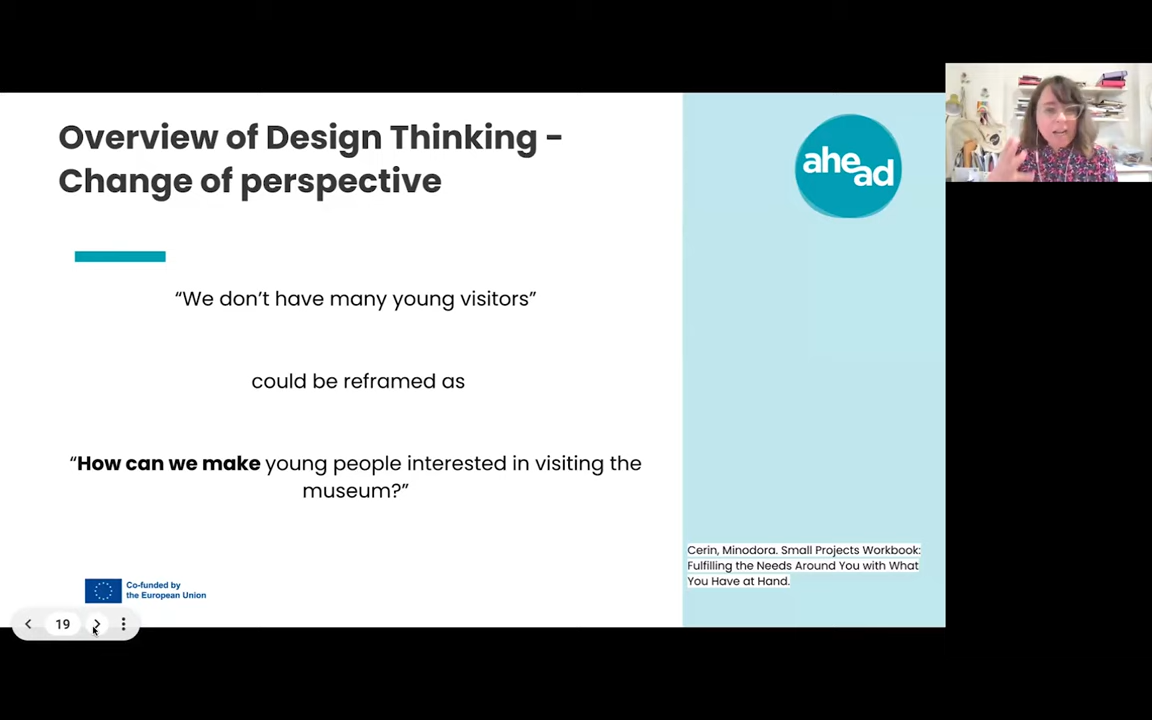 Overview of Design Thinking -
Change of perspective
ahe
ad
“We don’t have many young visitors”
could be reframed as
“How can we make young people interested in visiting the
museum?”
Cerin, Minodora. Small Projects Workbook:
Fulfilling the Needs Around You with What
You Have at Hand.
Co-funded by
the European Union
19